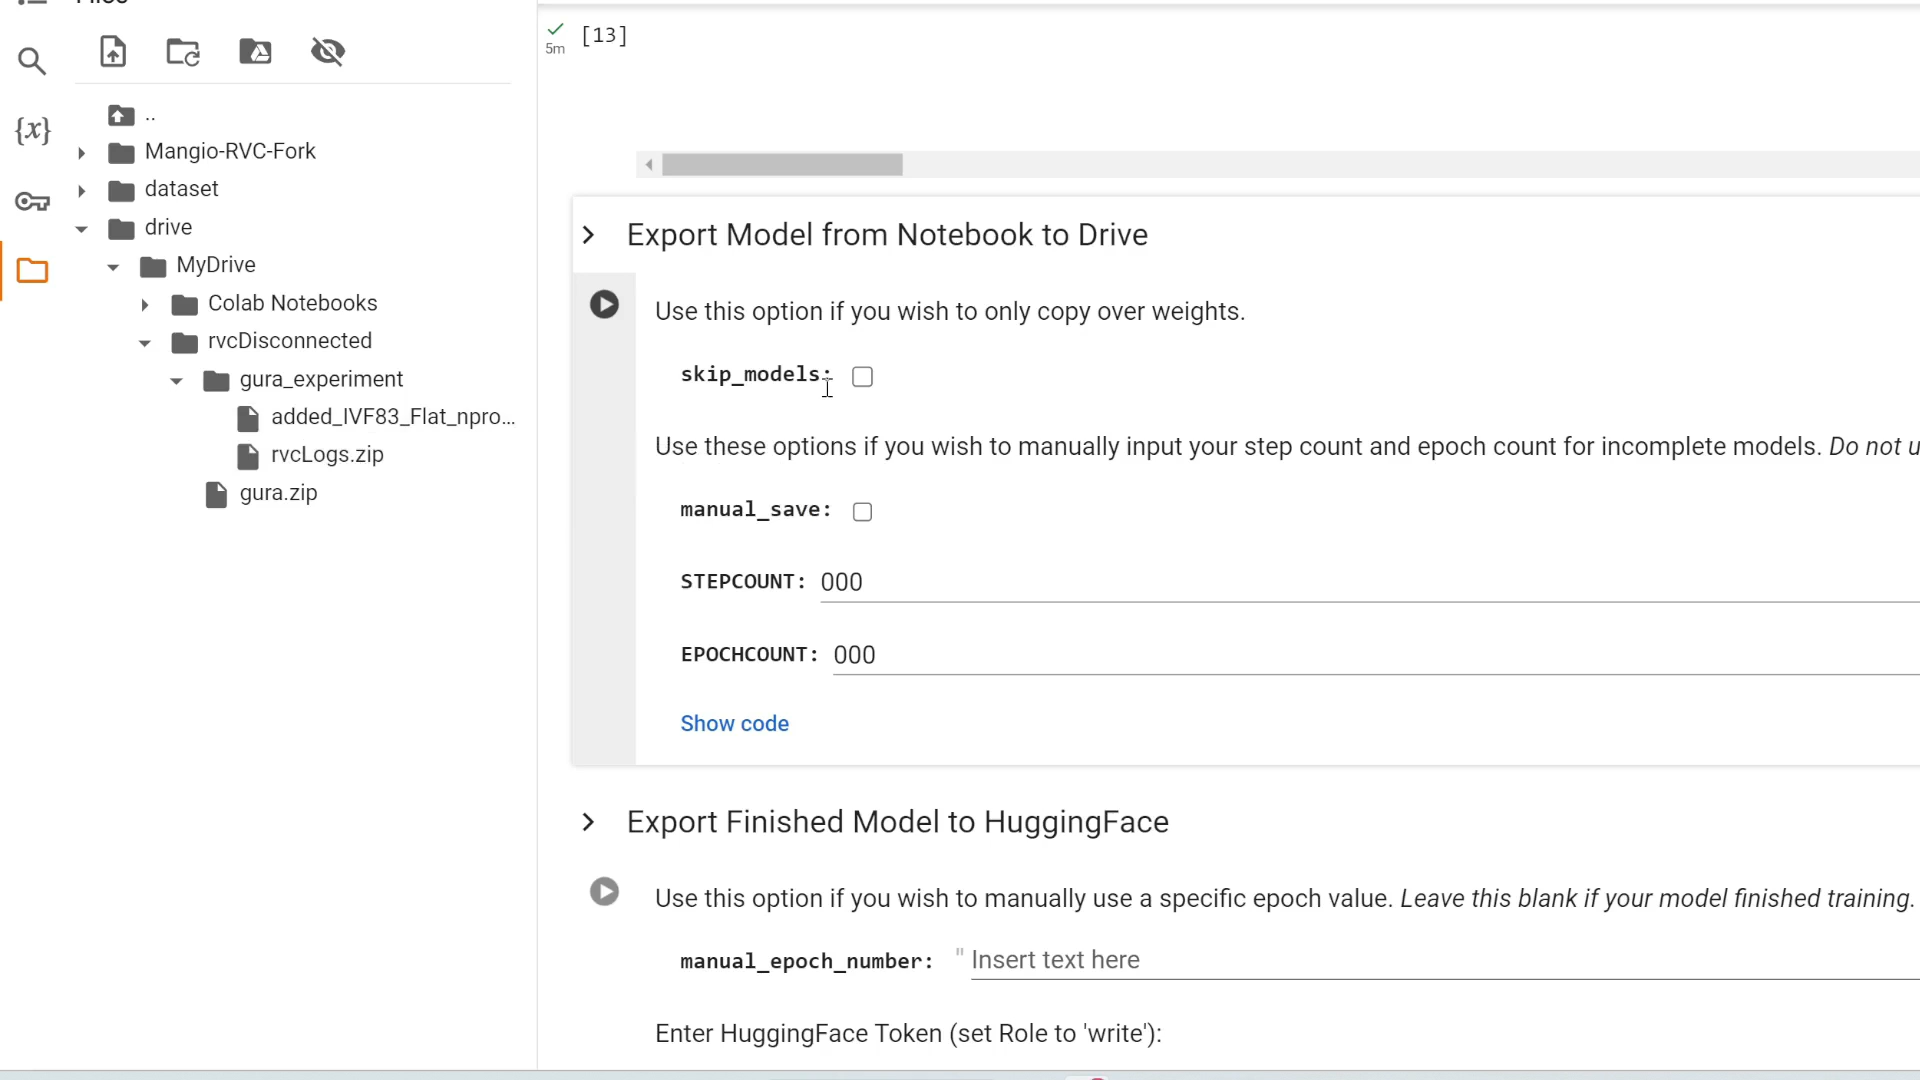 ..
Mangio-RVC-Fork
dataset
drive
MyDrive
Colab Notebooks
rvcDisconnected
gura_experiment
added_IVF83_Flat_npro...
rvcLogs.zip
gura.zip
{x}
5m
[13]
Export Model from Notebook to Drive
Use this option if you wish to only copy over weights.
skip_models:
Use these options if you wish to manually input your step count and epoch count for incomplete models. Do not u
manual_save:
STEPCOUNT: 000
EPOCHCOUNT: 000
Show code
Export Finished Model to HuggingFace
Use this option if you wish to manually use a specific epoch value. Leave this blank if your model finished training.
manual_epoch_number: " Insert text here
Enter HuggingFace Token (set Role to 'write'):